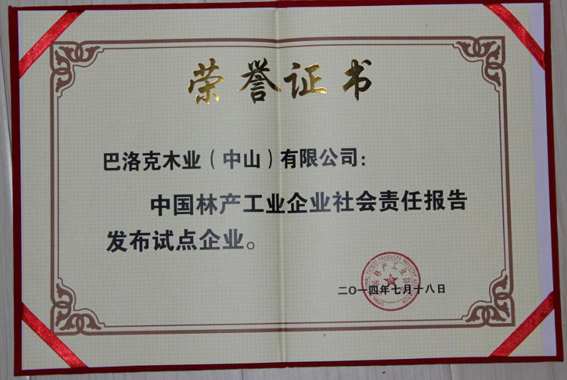 荣誉证书
巴洛克木业（中山）有限公司：
中国林产工业企业社会责任报告
发布试点企业。
二〇一四年七月十八日